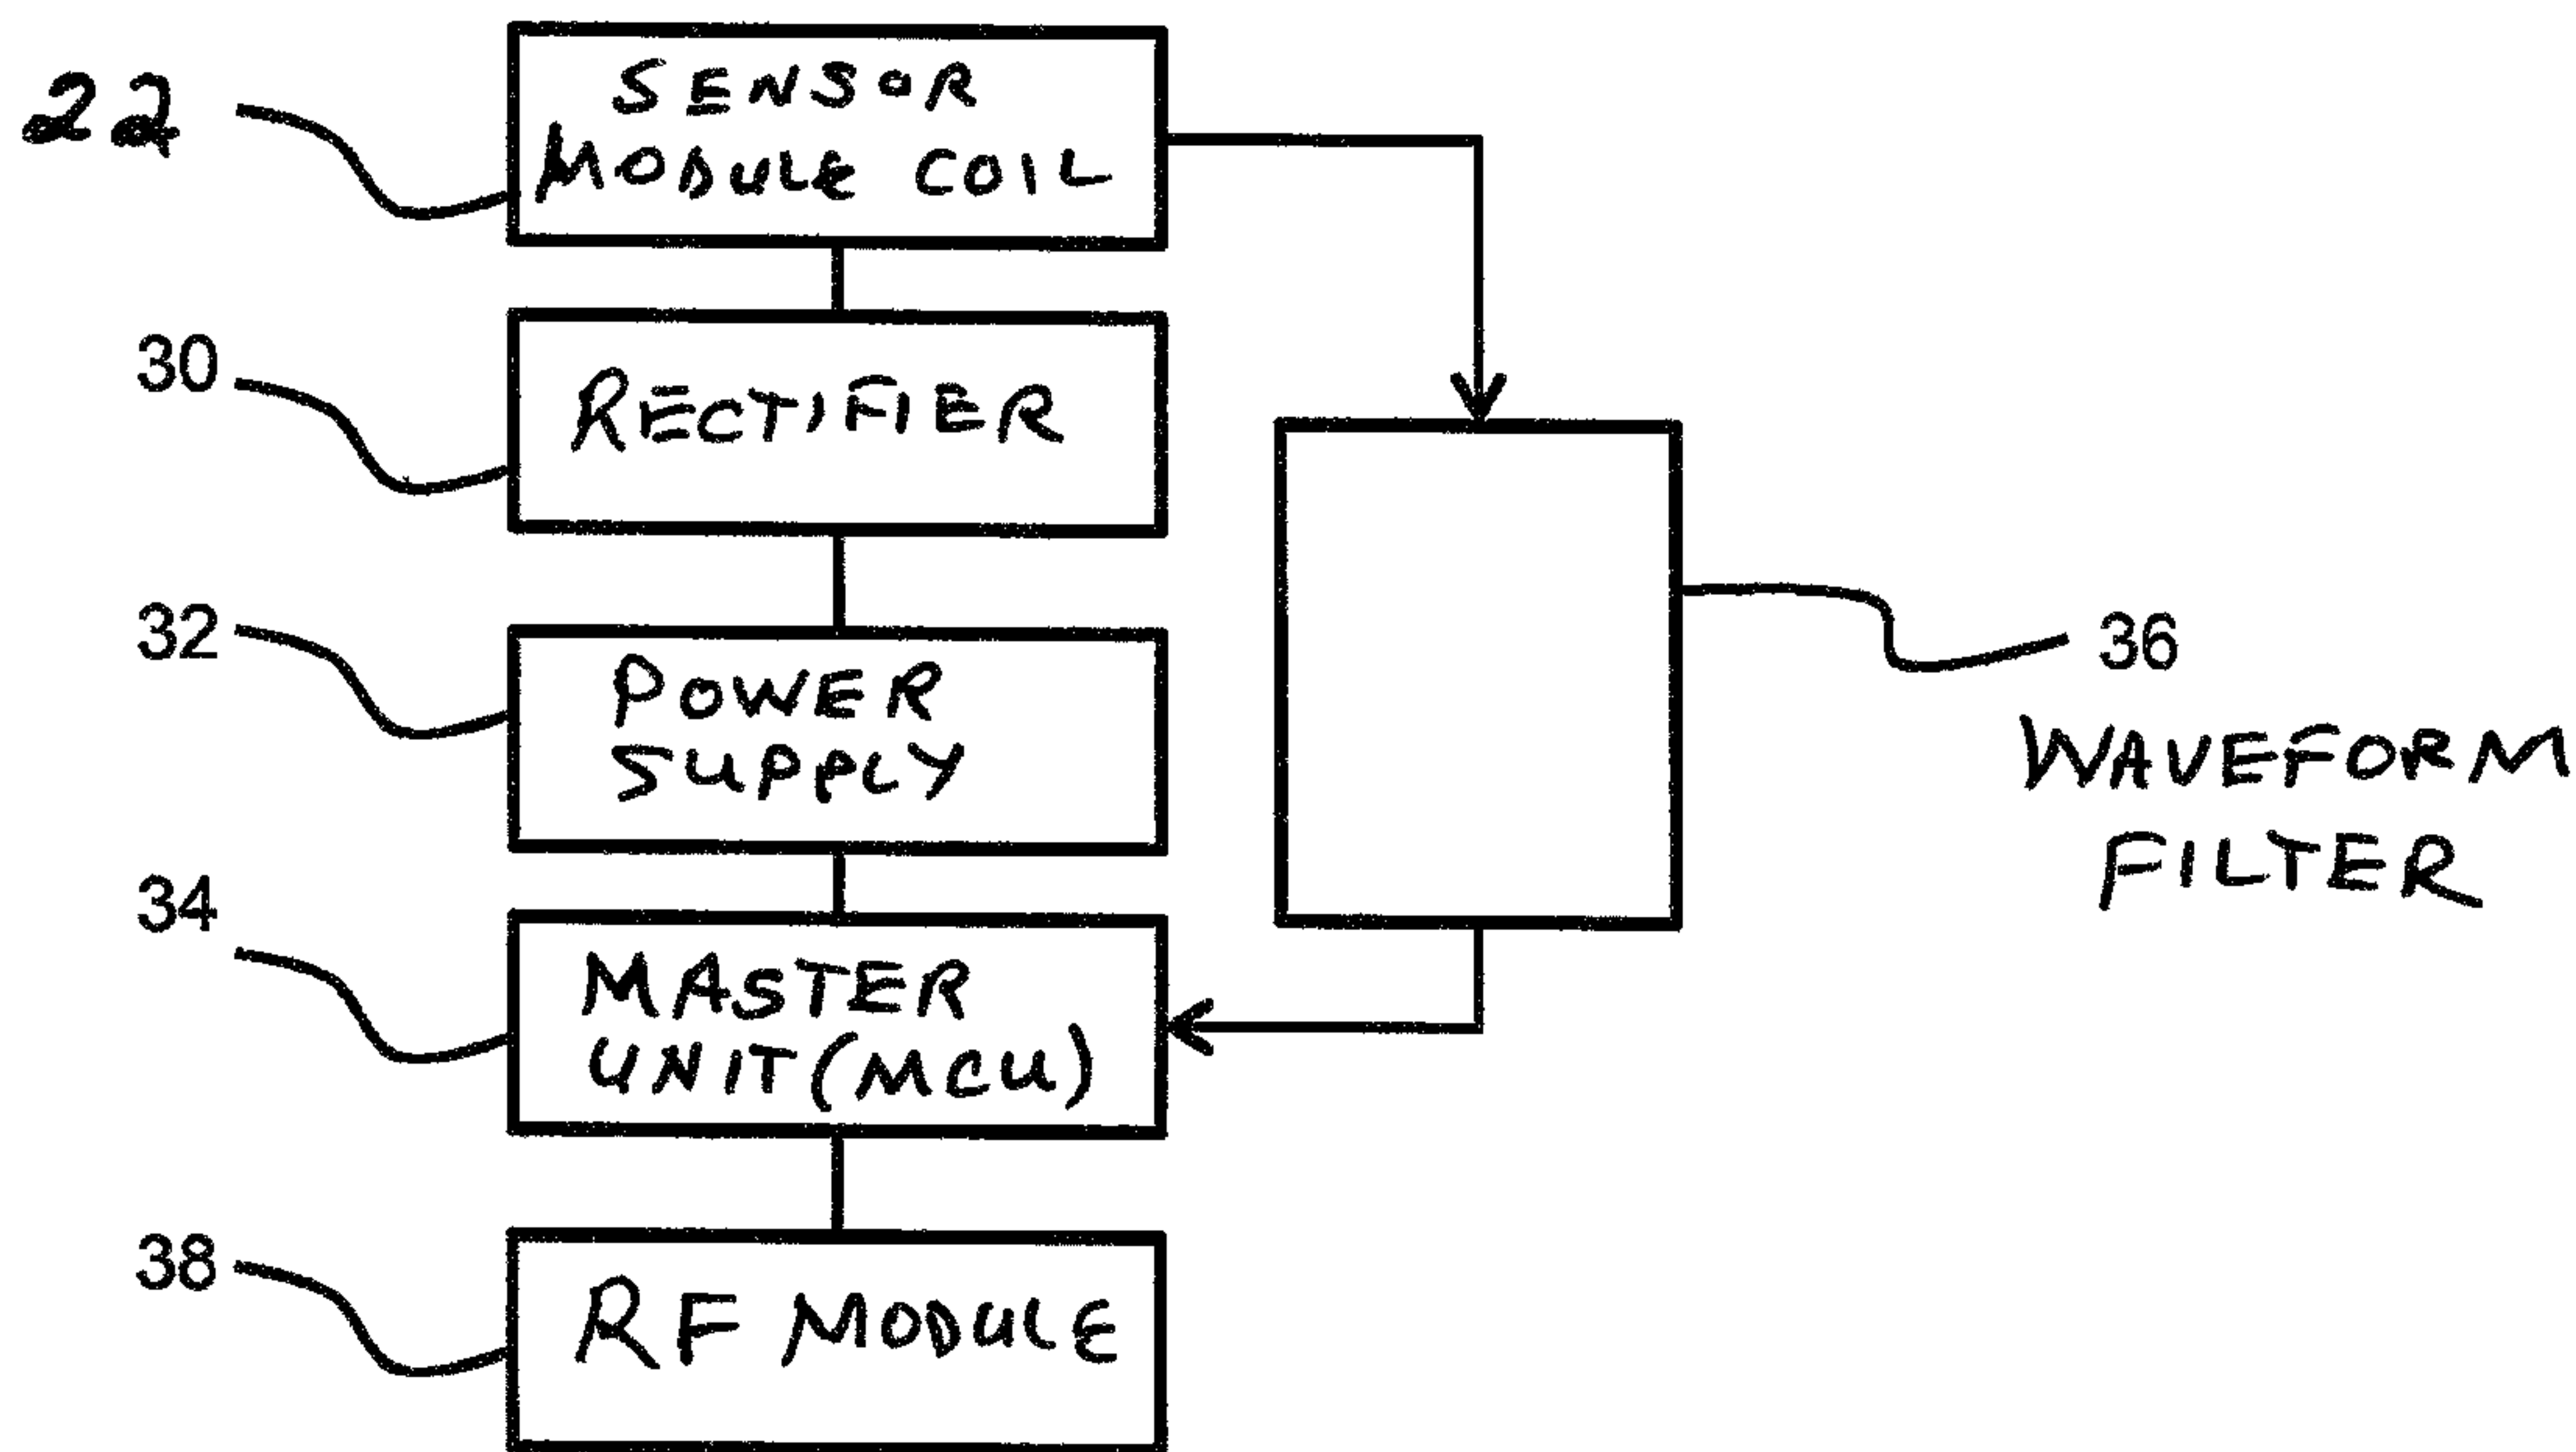 22
SENSOR
MODULE COIL
30
RECTIFIER
32
POWER
SUPPLY
36
WAVEFORM
FILTER
34
MASTER
UNIT (MCU)
38
RF MODULE